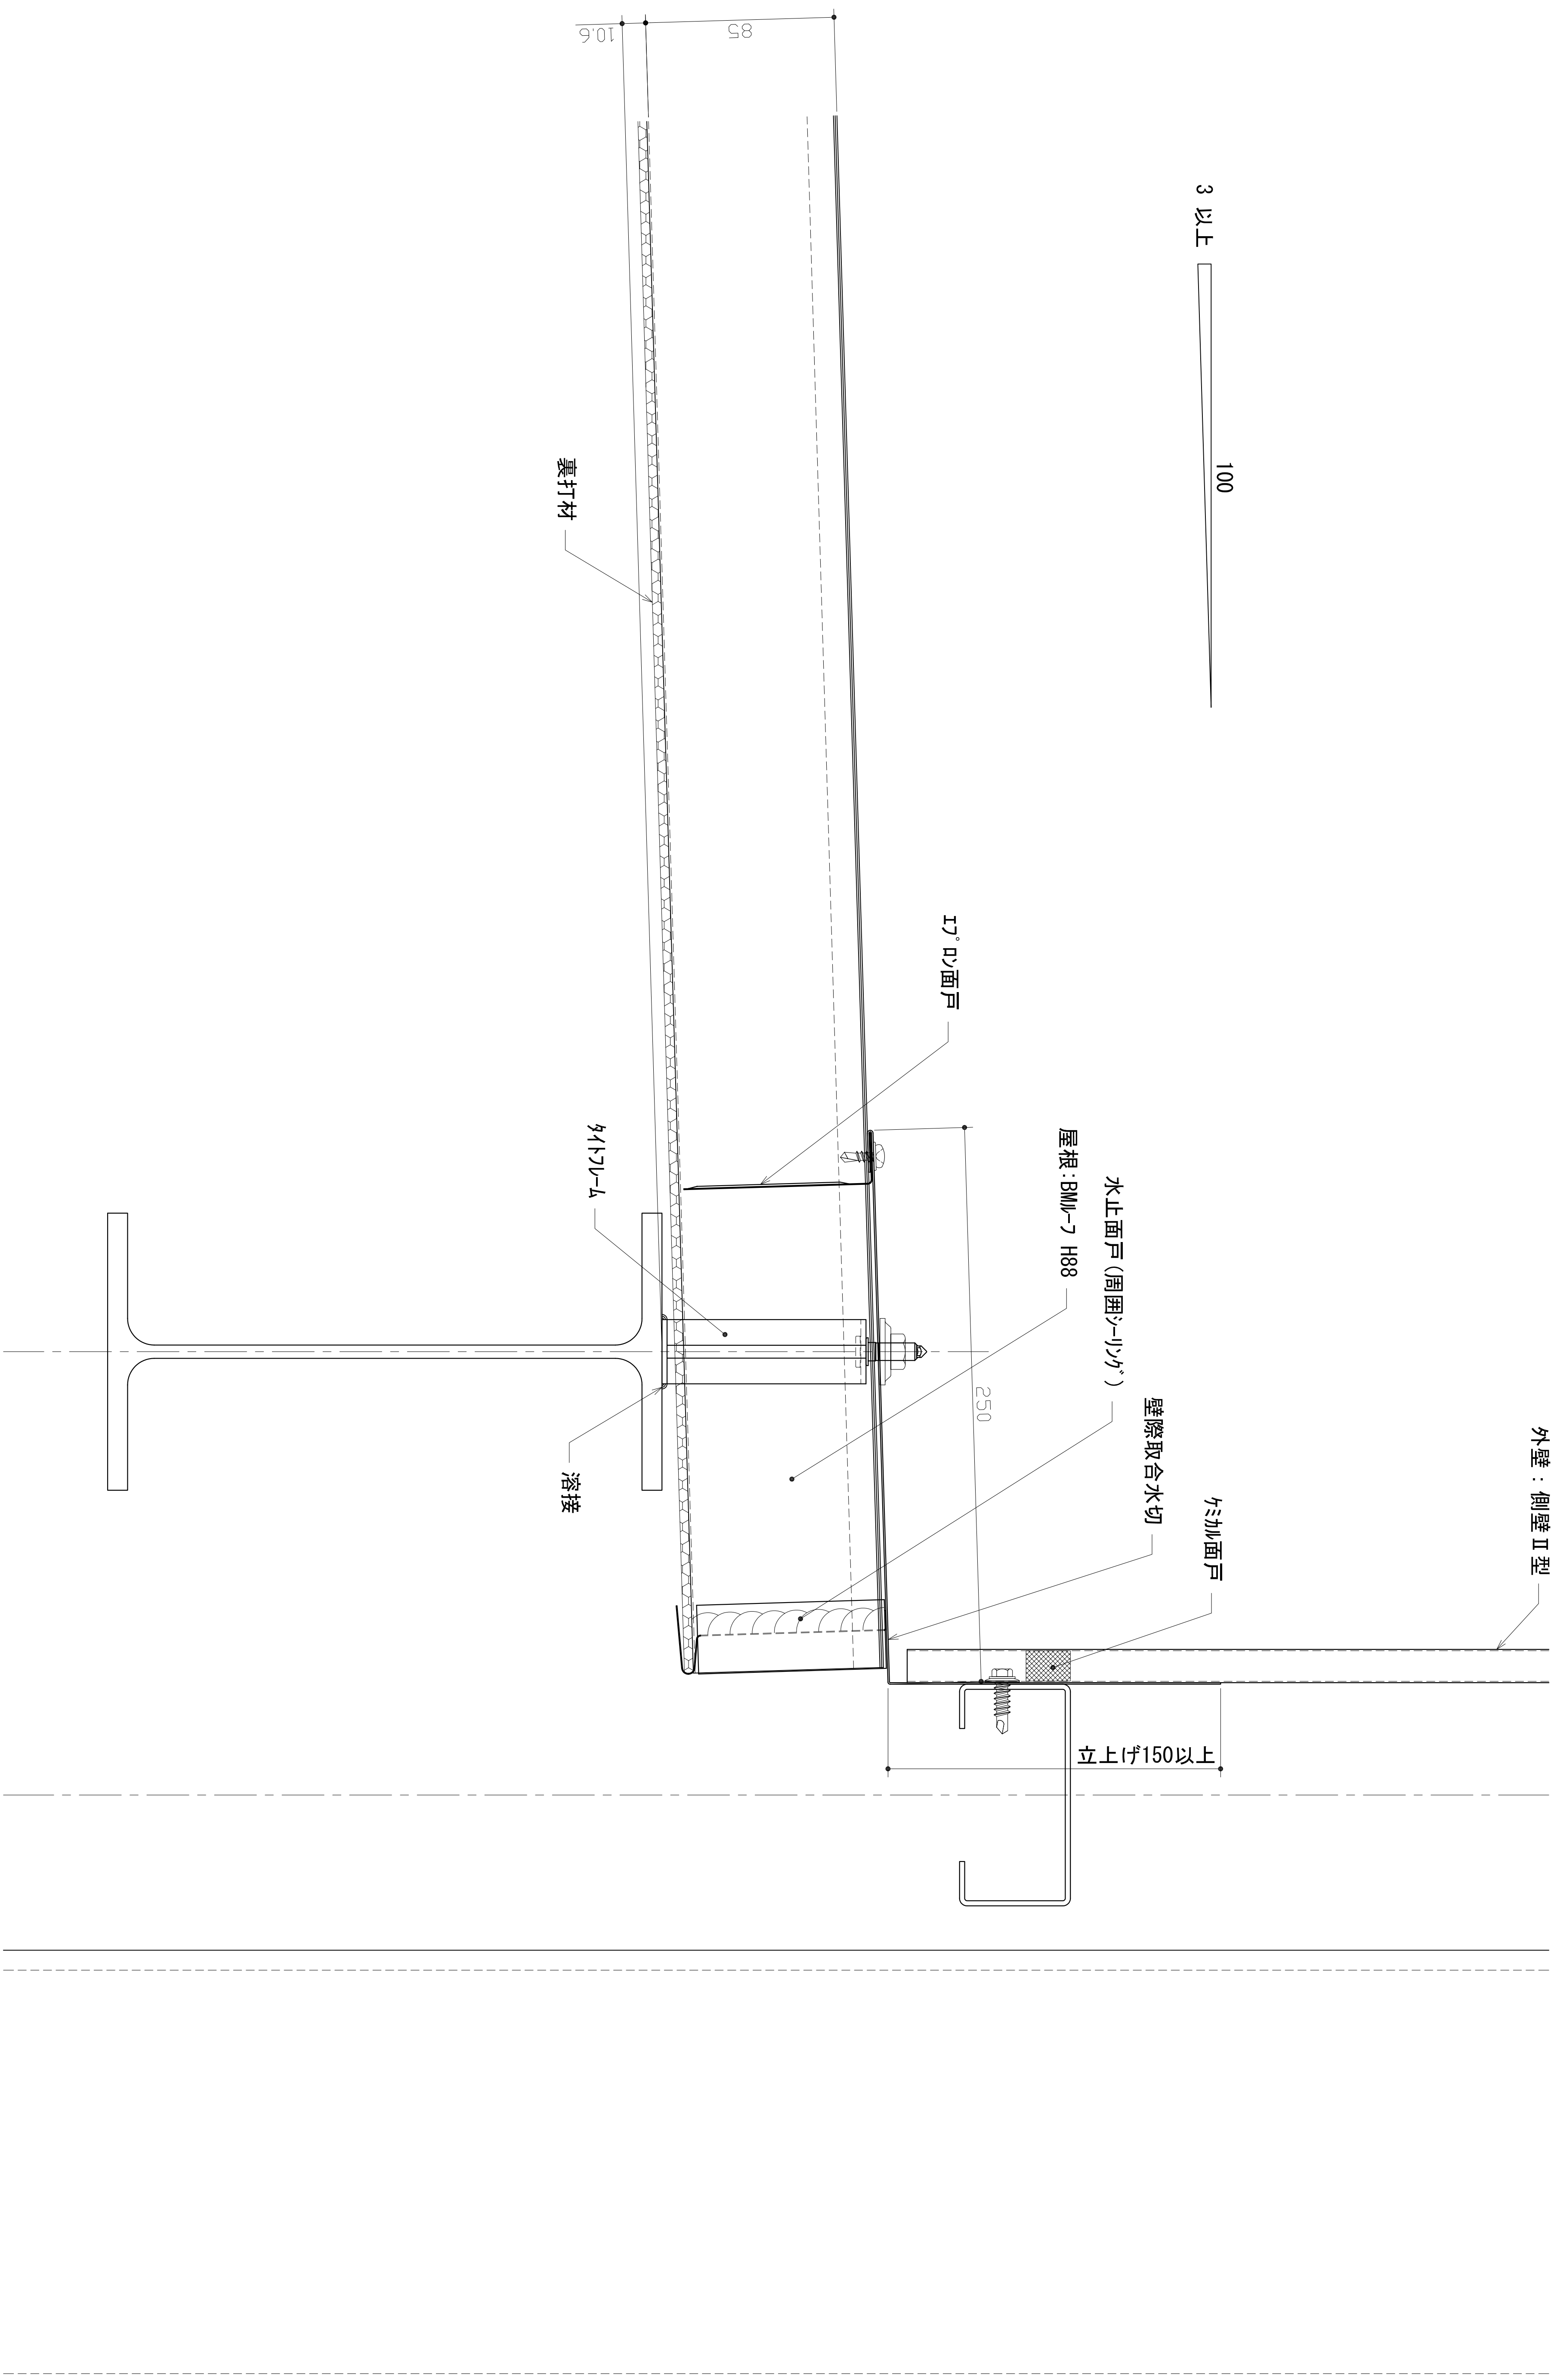 外壁：側壁Ⅱ型
3 以上
100
ｹﾐｶﾙ面戸
壁際取合水切
水止面戸(周囲ｼｰﾘﾝｸﾞ)
屋根:BMﾙｰﾌ H88
ｴﾌﾟﾛﾝ面戸
250
立上げ150以上
85
10.6
ﾀｲﾄﾌﾚｰﾑ
裏打材
溶接